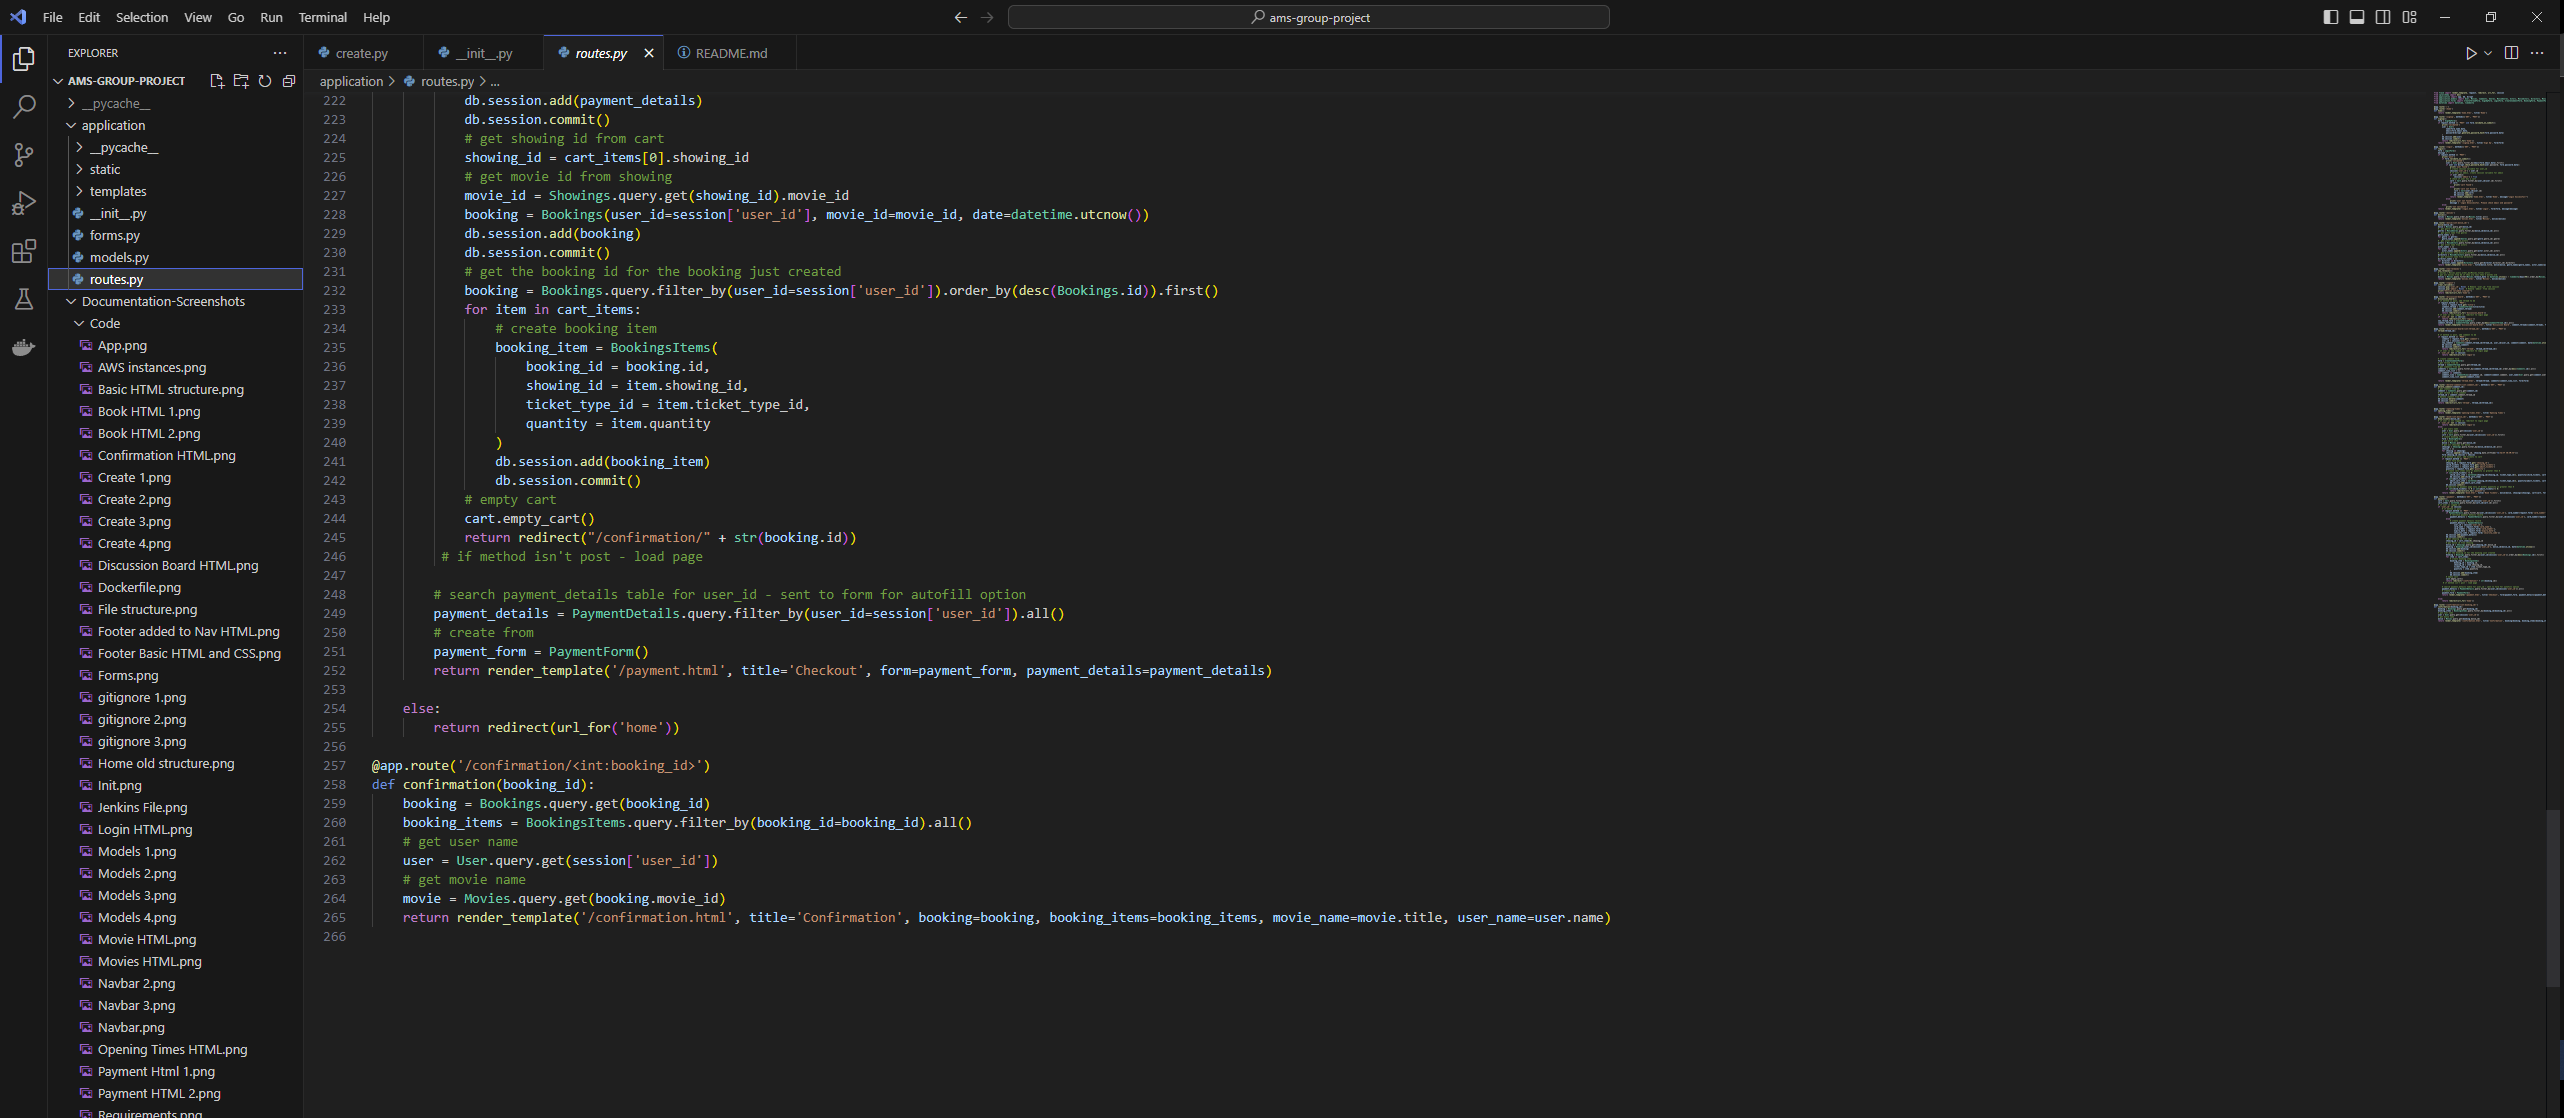 File Edit Selection View Go Run Terminal Help
ams-group-project
EXPLORER
AMS-GROUP-PROJECT
__pycache__
application
__pycache__
static
templates
__init__.py
forms.py
models.py
routes.py
Documentation-Screenshots
Code
App.png
AWS instances.png
Basic HTML structure.png
Book HTML 1.png
Book HTML 2.png
Confirmation HTML.png
Create 1.png
Create 2.png
Create 3.png
Create 4.png
Discussion Board HTML.png
Dockerfile.png
File structure.png
Footer added to Nav HTML.png
Footer Basic HTML and CSS.png
Forms.png
gitignore 1.png
gitignore 2.png
gitignore 3.png
Home old structure.png
Init.png
Jenkins File.png
Login HTML.png
Models 1.png
Models 2.png
Models 3.png
Models 4.png
Movie HTML.png
Movies HTML.png
Navbar 2.png
Navbar 3.png
Navbar.png
Opening Times HTML.png
Payment Html 1.png
Payment HTML 2.png
Requirements.png
create.py __init__.py routes.py README.md
application > routes.py > ...
222 db.session.add(payment_details)
223 db.session.commit()
224 # get showing id from cart
225 showing_id = cart_items[0].showing_id
226 # get movie id from showing
227 movie_id = Showings.query.get(showing_id).movie_id
228 booking = Bookings(user_id=session['user_id'], movie_id=movie_id, date=datetime.utcnow())
229 db.session.add(booking)
230 db.session.commit()
231 # get the booking id for the booking just created
232 booking = Bookings.query.filter_by(user_id=session['user_id']).order_by(desc(Bookings.id)).first()
233 for item in cart_items:
234 # create booking item
235 booking_item = BookingsItems(
236 booking_id = booking.id,
237 showing_id = item.showing_id,
238 ticket_type_id = item.ticket_type_id,
239 quantity = item.quantity
240 )
241 db.session.add(booking_item)
242 db.session.commit()
243 # empty cart
244 cart.empty_cart()
245 return redirect("/confirmation/" + str(booking.id))
246 # if method isn't post - load page
247
248 # search payment_details table for user_id - sent to form for autofill option
249 payment_details = PaymentDetails.query.filter_by(user_id=session['user_id']).all()
250 # create from
251 payment_form = PaymentForm()
252 return render_template('/payment.html', title='Checkout', form=payment_form, payment_details=payment_details)
253
254 else:
255 return redirect(url_for('home'))
256
257 @app.route('/confirmation/<int:booking_id>')
258 def confirmation(booking_id):
259 booking = Bookings.query.get(booking_id)
260 booking_items = BookingsItems.query.filter_by(booking_id=booking_id).all()
261 # get user name
262 user = User.query.get(session['user_id'])
263 # get movie name
264 movie = Movies.query.get(booking.movie_id)
265 return render_template('/confirmation.html', title='Confirmation', booking=booking, booking_items=booking_items, movie_name=movie.title, user_name=user.name)
266